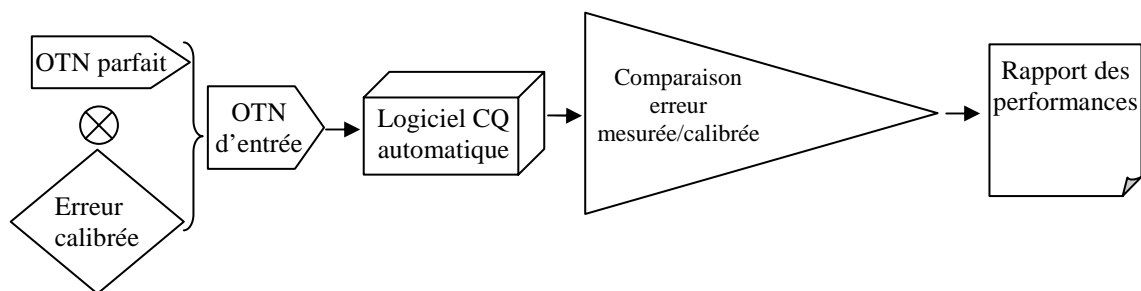 OTN parfait
Erreur
calibrée
OTN
d'entrée
Logiciel CQ
automatique
Comparaison
erreur
mesurée/calibrée
Rapport des
performances